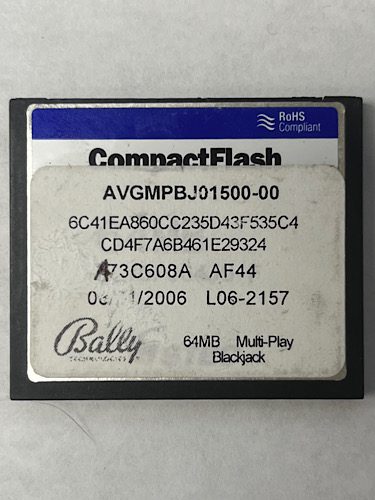 RoHS
Compliant
CompactFlash
AVGMPBJ01500-00
6C41EA860CC235D43F535C4
CD4F7A6B461E29324
A73C608A AF44
/2006 L06-2157
Bally
64MB Multi-Play
Blackjack